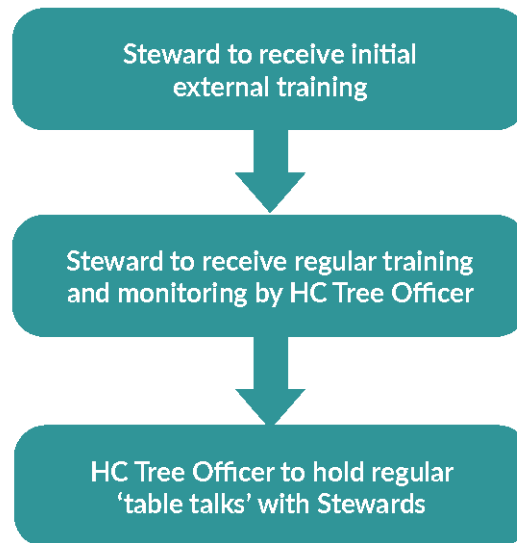 Steward to receive initial
external training
Steward to receive regular training
and monitoring by HC Tree Officer
HC Tree Officer to hold regular
‘table talks’ with Stewards